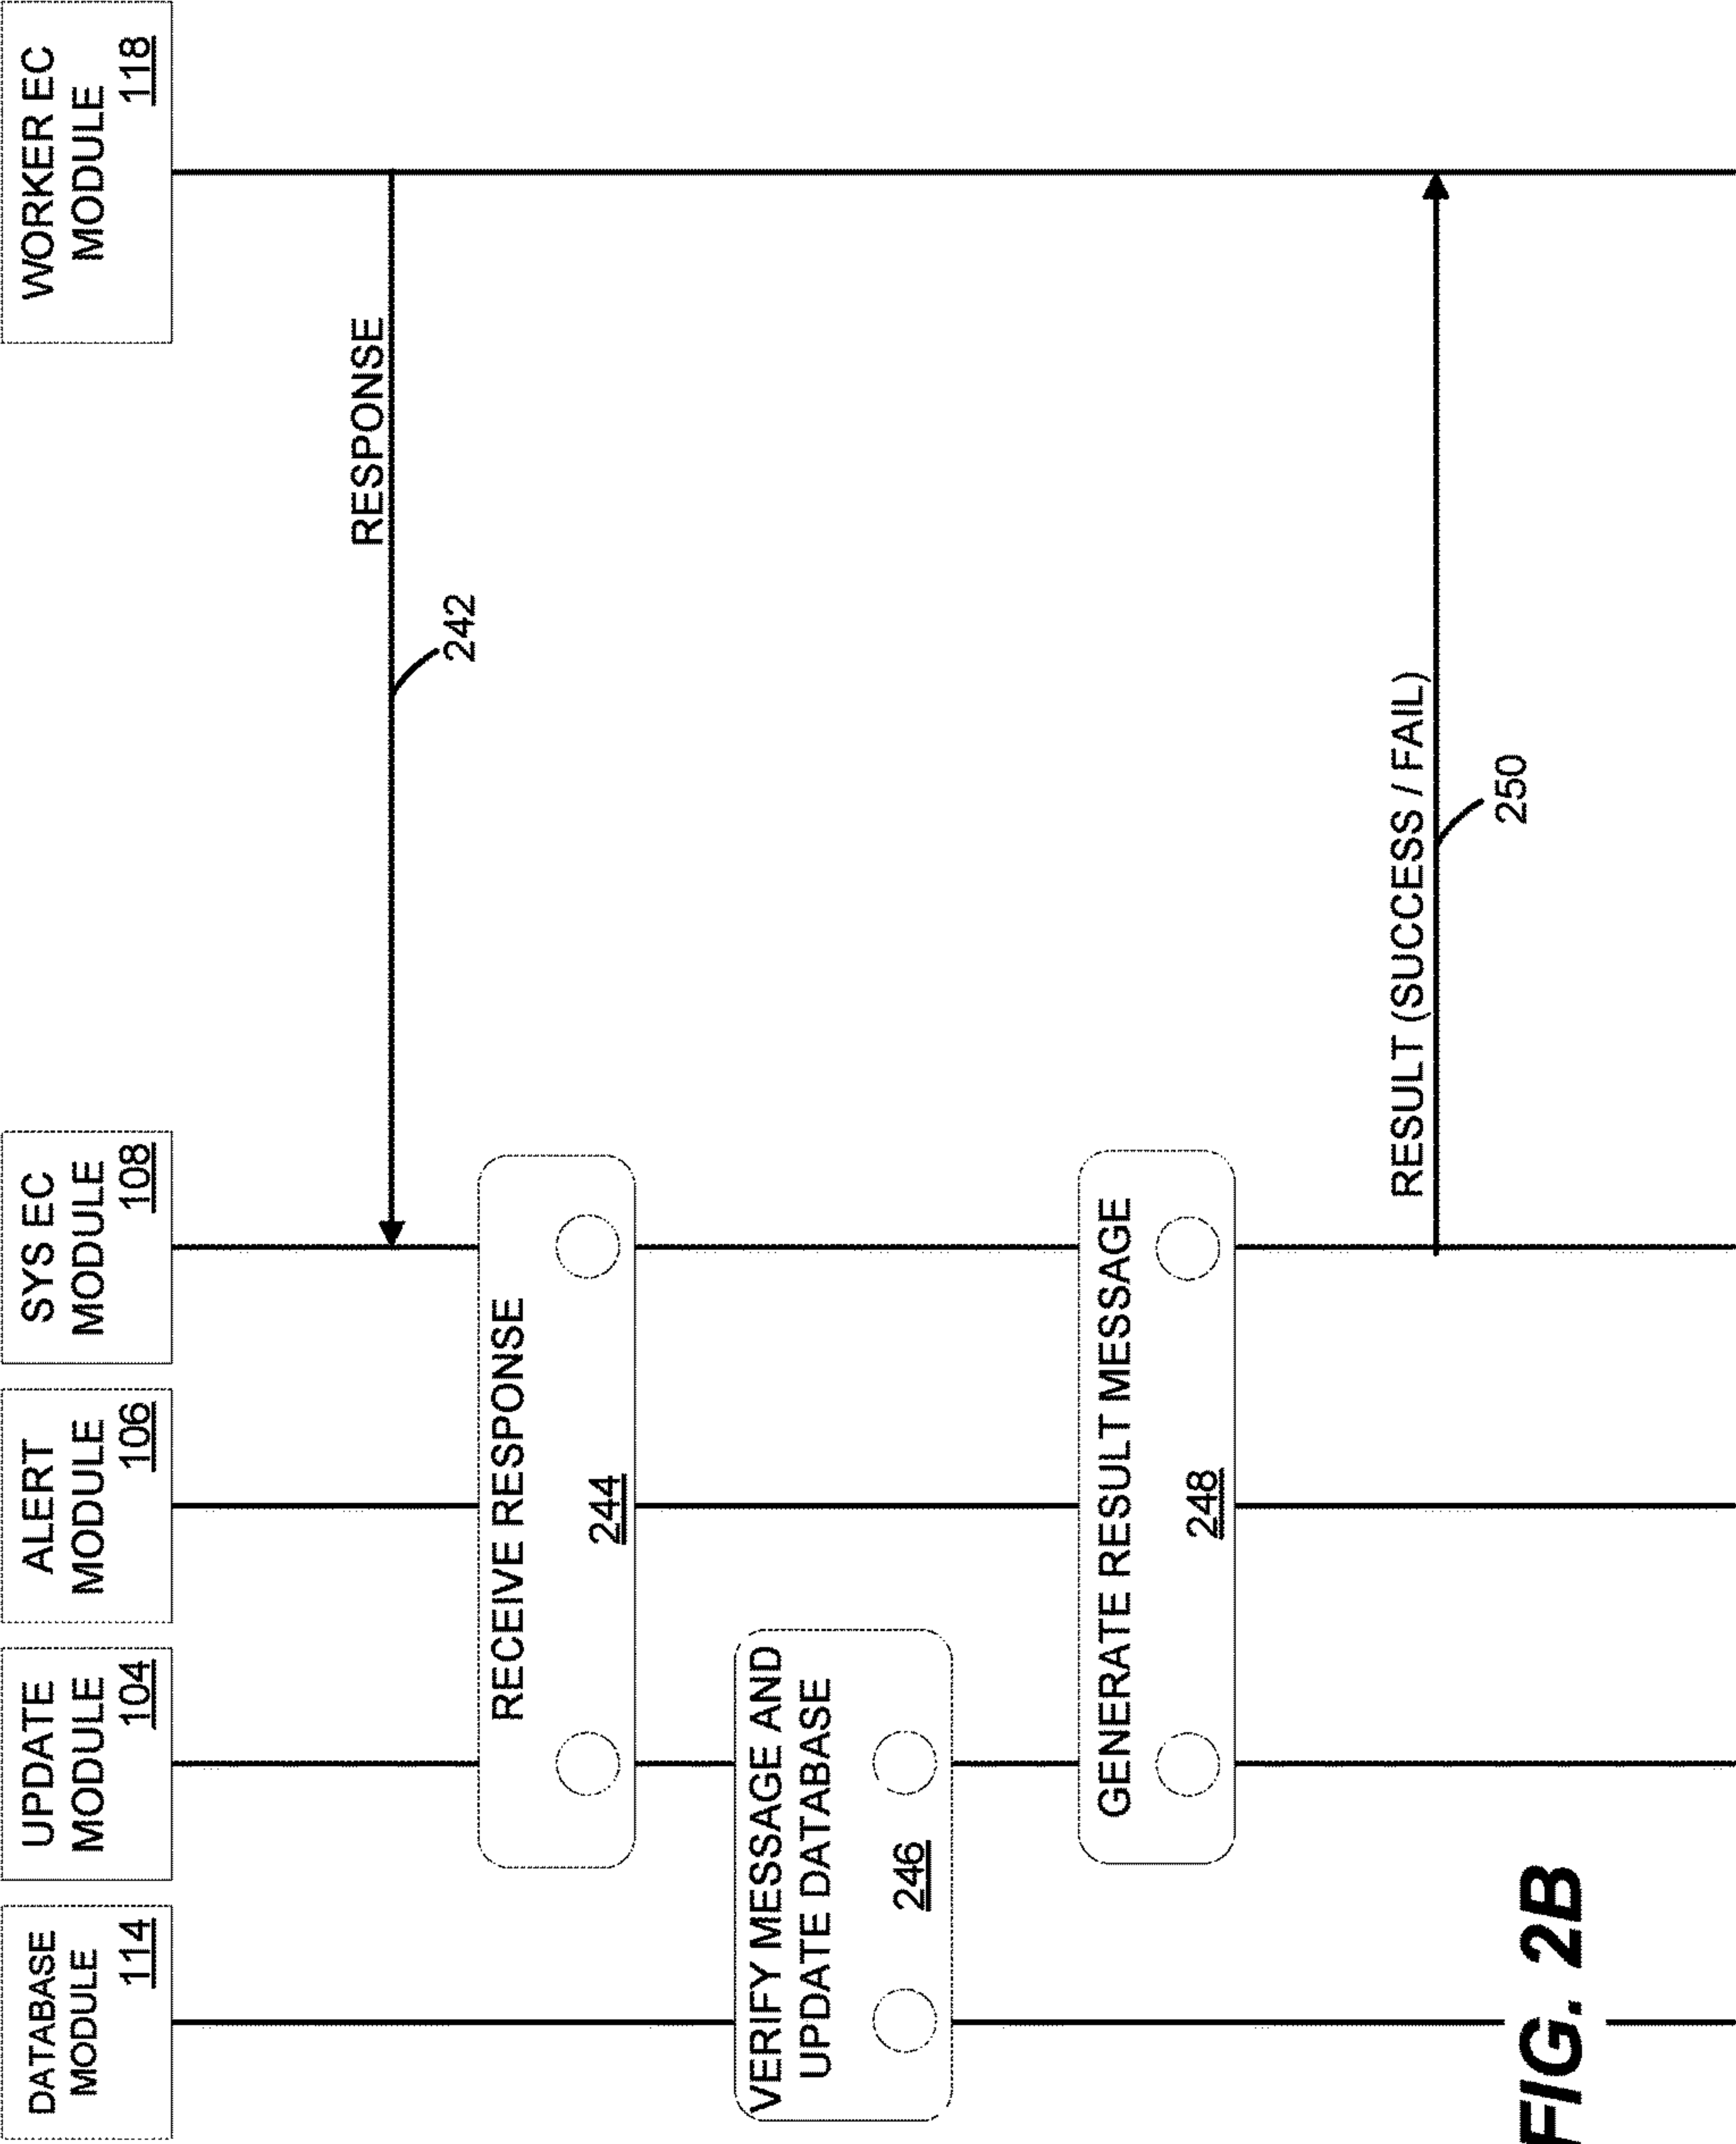 DATABASE
MODULE
114
UPDATE
MODULE
104
ALERT
MODULE
106
SYS EC
MODULE
108
WORKER EC
MODULE
118
RESPONSE
242
RECEIVE RESPONSE
244
VERIFY MESSAGE AND
UPDATE DATABASE
246
GENERATE RESULT MESSAGE
248
RESULT (SUCCESS / FAIL)
250
FIG. 2B